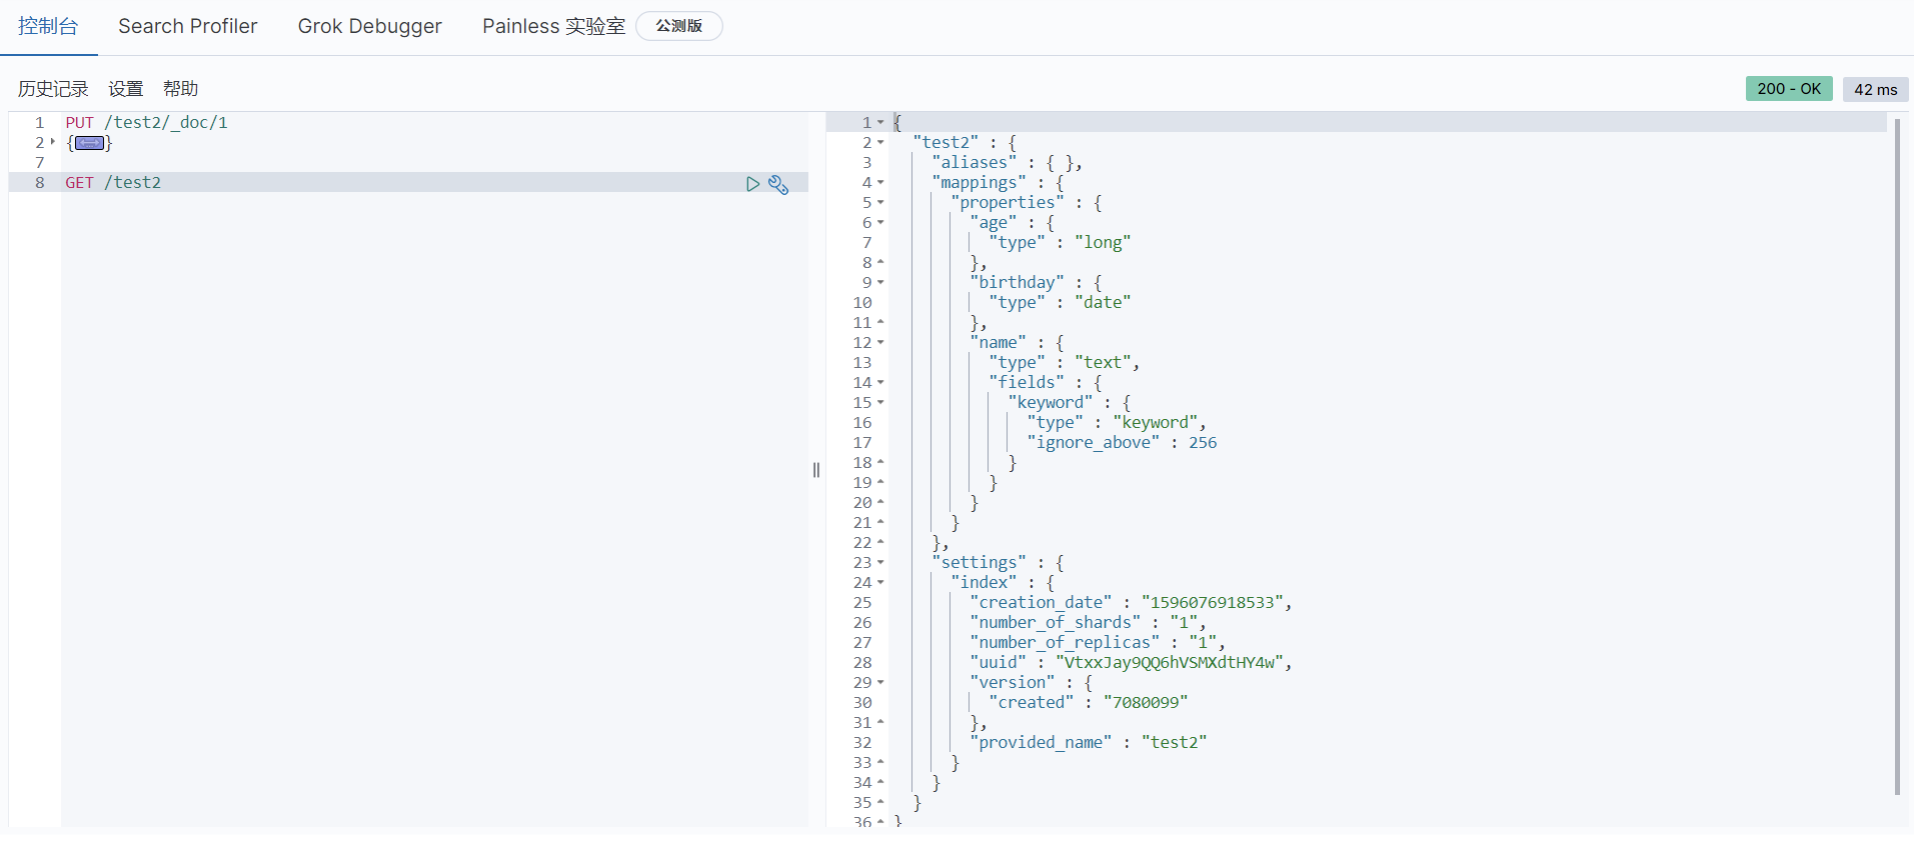 控制台 Search Profiler Grok Debugger Painless 实验室 公测版
历史记录 设置 帮助 200 - OK 42 ms
1 PUT /test2/_doc/1
2 {}
7
8 GET /test2
1 {
2 "test2" : {
3 "aliases" : { },
4 "mappings" : {
5 "properties" : {
6 "age" : {
7 "type" : "long"
8 },
9 "birthday" : {
10 "type" : "date"
11 },
12 "name" : {
13 "type" : "text",
14 "fields" : {
15 "keyword" : {
16 "type" : "keyword",
17 "ignore_above" : 256
18 }
19 }
20 }
21 }
22 },
23 "settings" : {
24 "index" : {
25 "creation_date" : "1596076918533",
26 "number_of_shards" : "1",
27 "number_of_replicas" : "1",
28 "uuid" : "VtxxJay9QQ6hVSMXdtHY4w",
29 "version" : {
30 "created" : "7080099"
31 },
32 "provided_name" : "test2"
33 }
34 }
35 }
36 }